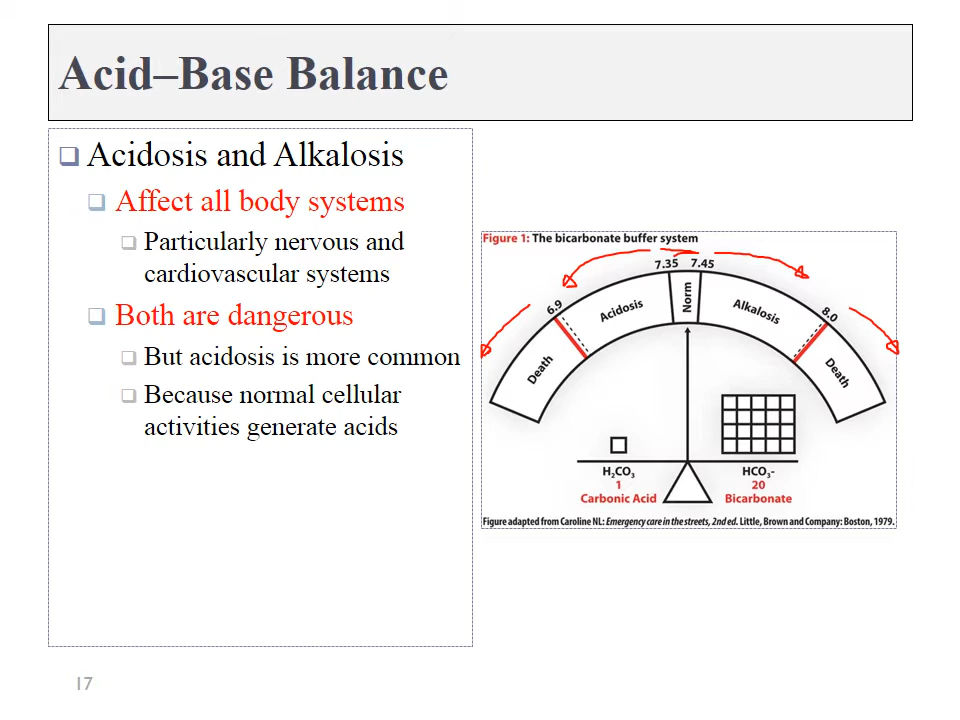 Acid–Base Balance
Acidosis and Alkalosis
Affect all body systems
Particularly nervous and
cardiovascular systems
Both are dangerous
But acidosis is more common
Because normal cellular
activities generate acids
Figure 1: The bicarbonate buffer system
7.35 7.45
6.9
Acidosis
Norm
Alkalosis
8.0
Death
Death
H₂CO₃
1
Carbonic Acid
HCO₃-
20
Bicarbonate
Figure adapted from Caroline NL: Emergency care in the streets, 2nd ed. Little, Brown and Company: Boston, 1979.
17